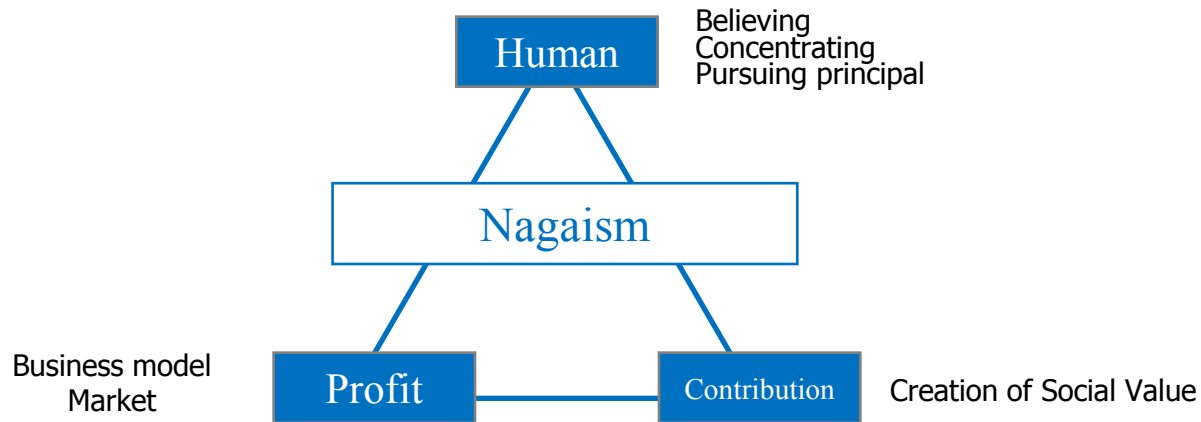 Human
Believing
Concentrating
Pursuing principal
Nagaism
Business model
Market
Profit
Contribution
Creation of Social Value